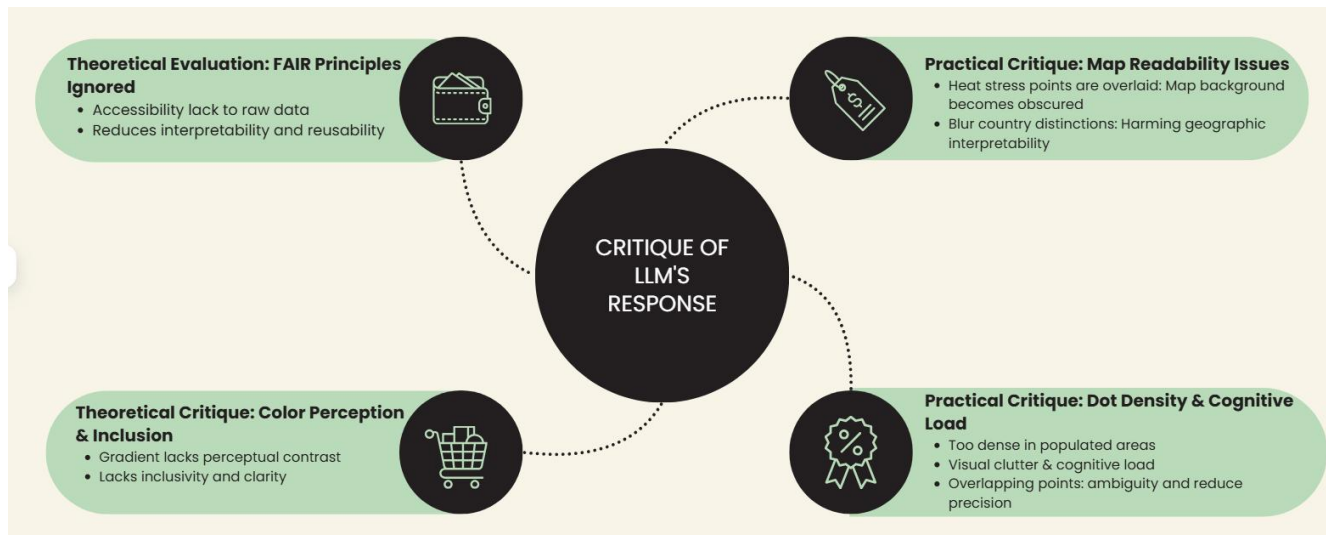 Theoretical Evaluation: FAIR Principles
Ignored
• Accessibility lack to raw data
• Reduces interpretability and reusability
Practical Critique: Map Readability Issues
• Heat stress points are overlaid: Map background
becomes obscured
• Blur country distinctions: Harming geographic
interpretability
$
CRITIQUE OF
LLM'S
RESPONSE
Theoretical Critique: Color Perception
& Inclusion
• Gradient lacks perceptual contrast
• Lacks inclusivity and clarity
Practical Critique: Dot Density & Cognitive
Load
• Too dense in populated areas
• Visual clutter & cognitive load
• Overlapping points: ambiguity and reduce
precision
%